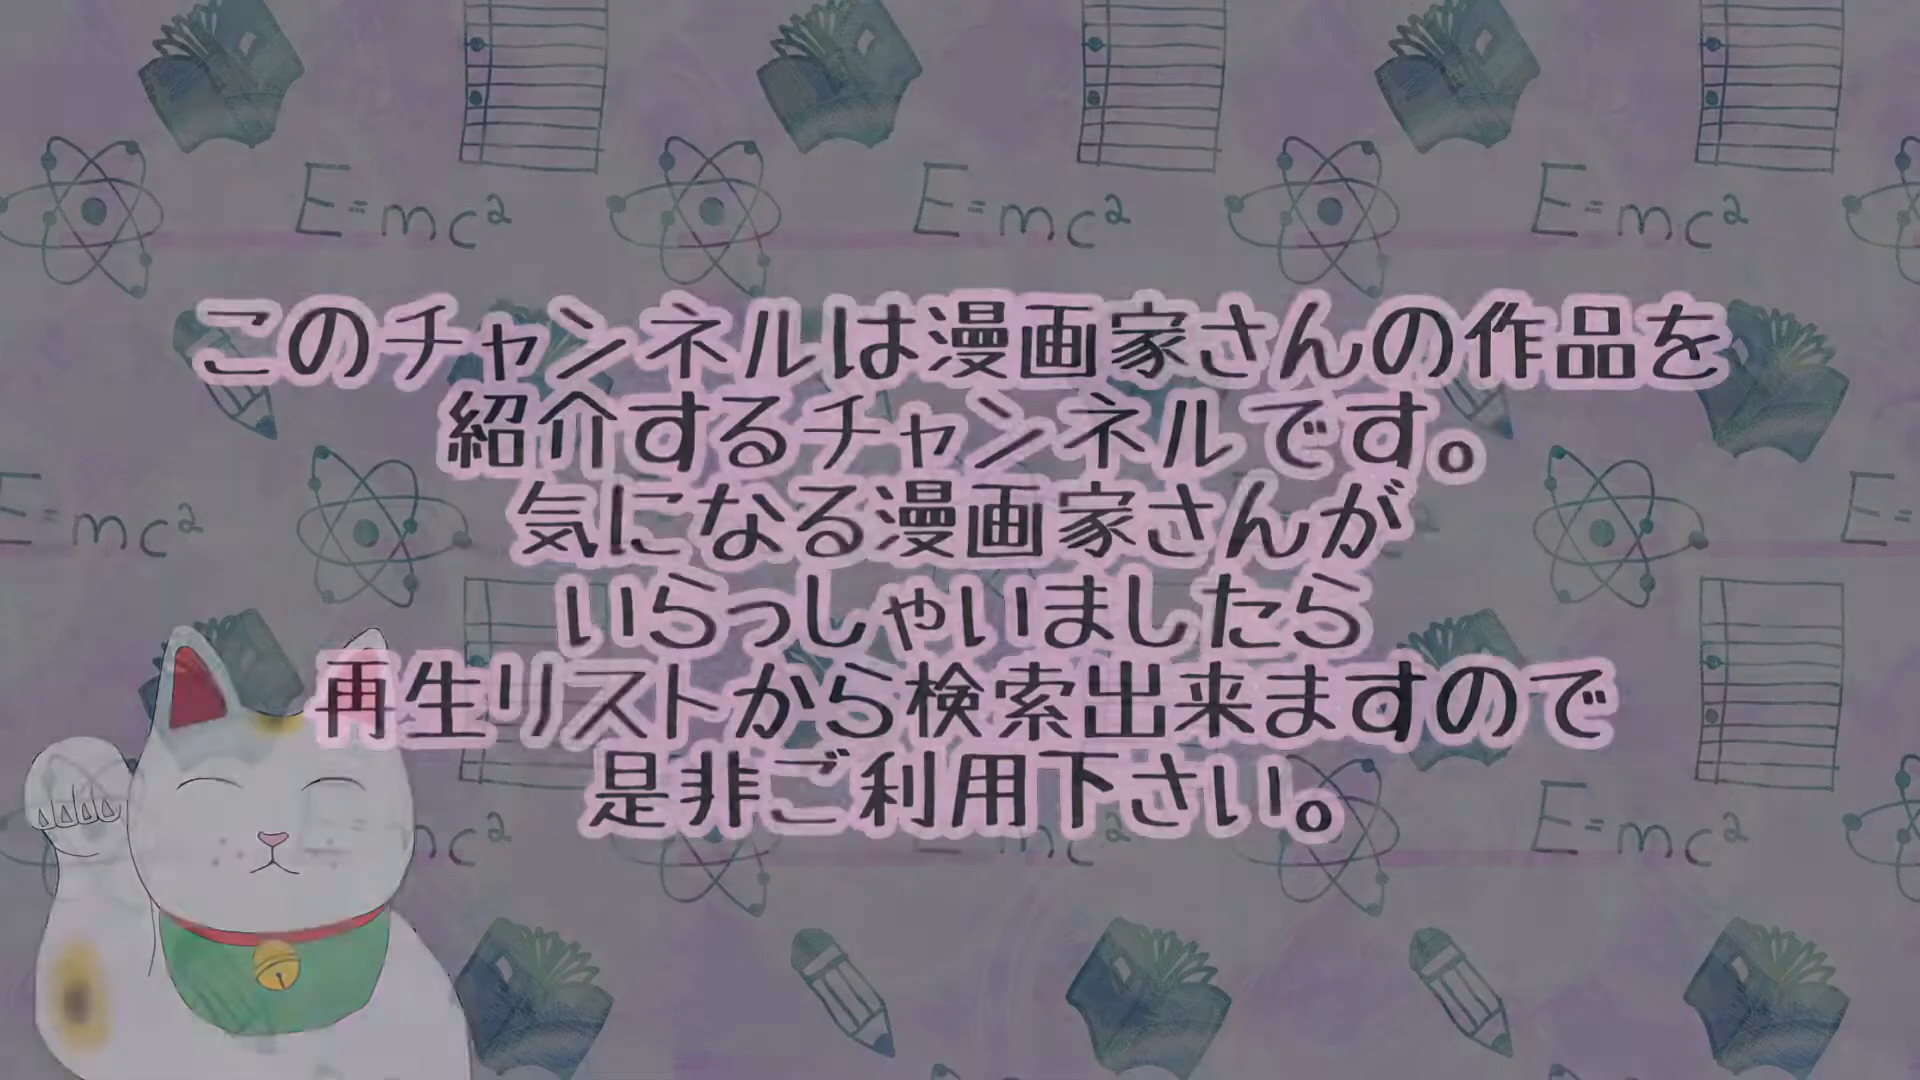 E=mc² E=mc² E=mc²
このチャンネルは漫画家さんの作品を
紹介するチャンネルです。
気になる漫画家さんが
E=mc² E=
いらっしゃいましたら
再生リストから検索出来ますので
是非ご利用下さい。
mc² mc² E=mc²